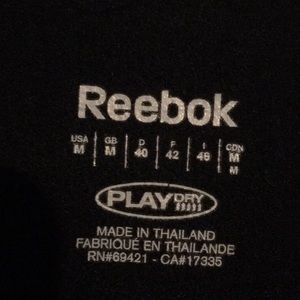 Reebok
USA GB D F I CDN
M M 40 42 46 M
M
PLAYDRY
MADE IN THAILAND
FABRIQUÉ EN THAILANDE
RN#69421 - CA#17335